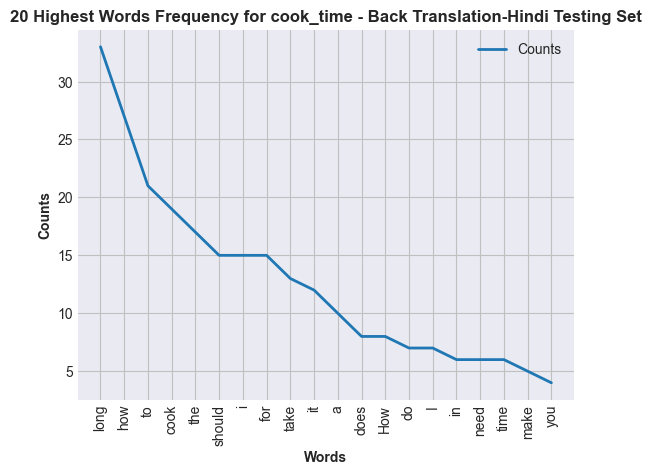 20 Highest Words Frequency for cook_time - Back Translation-Hindi Testing Set
Counts
30
25
20
15
10
5
Counts
long how to cook the should i for take it a does How do I in need time make you
Words